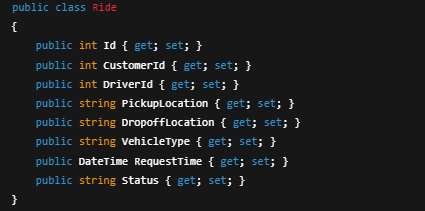 public class Ride
{
public int Id { get; set; }
public int CustomerId { get; set; }
public int DriverId { get; set; }
public string PickupLocation { get; set; }
public string DropoffLocation { get; set; }
public string VehicleType { get; set; }
public DateTime RequestTime { get; set; }
public string Status { get; set; }
}